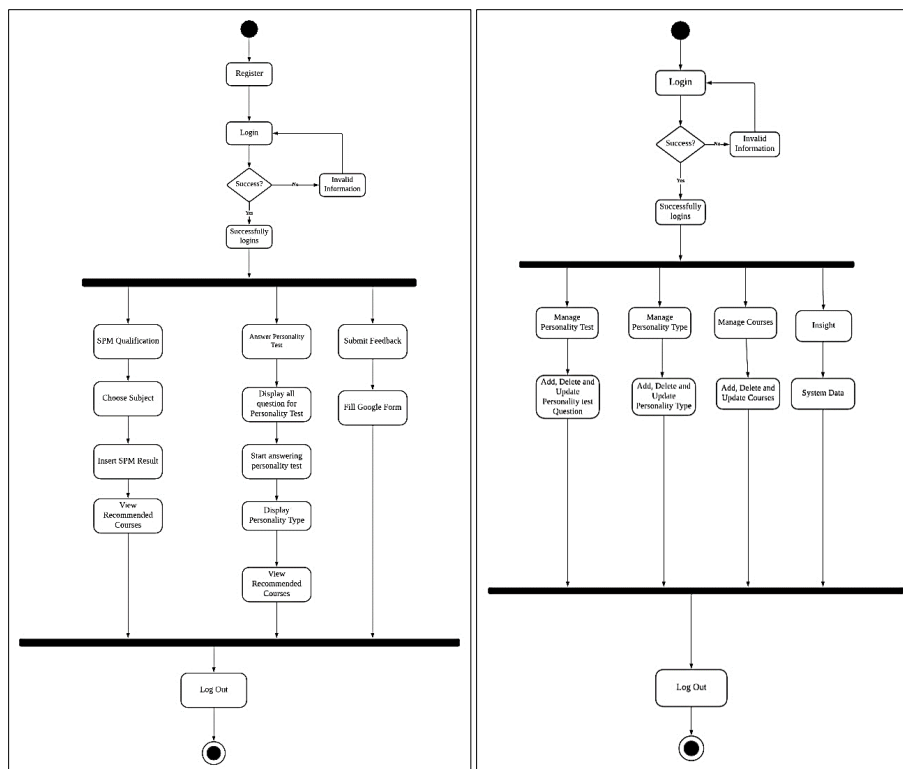 Register
Login
Success?
No
Invalid
Information
Yes
Successfully
logins
SPM Qualification
Choose Subject
Insert SPM Result
View
Recommended
Courses
Answer Personality
Test
Display all
question for
Personality Test
Start answering
personality test
Display
Personality Type
View
Recommended
Courses
Submit Feedback
Fill Google Form
Log Out
Login
Success?
No
Invalid
Information
Yes
Successfully
logins
Manage
Personality Test
Add, Delete and
Update
Personality test
Question
Manage
Personality Type
Add, Delete and
Update
Personality Type
Manage Courses
Add, Delete and
Update Courses
Insight
System Data
Log Out